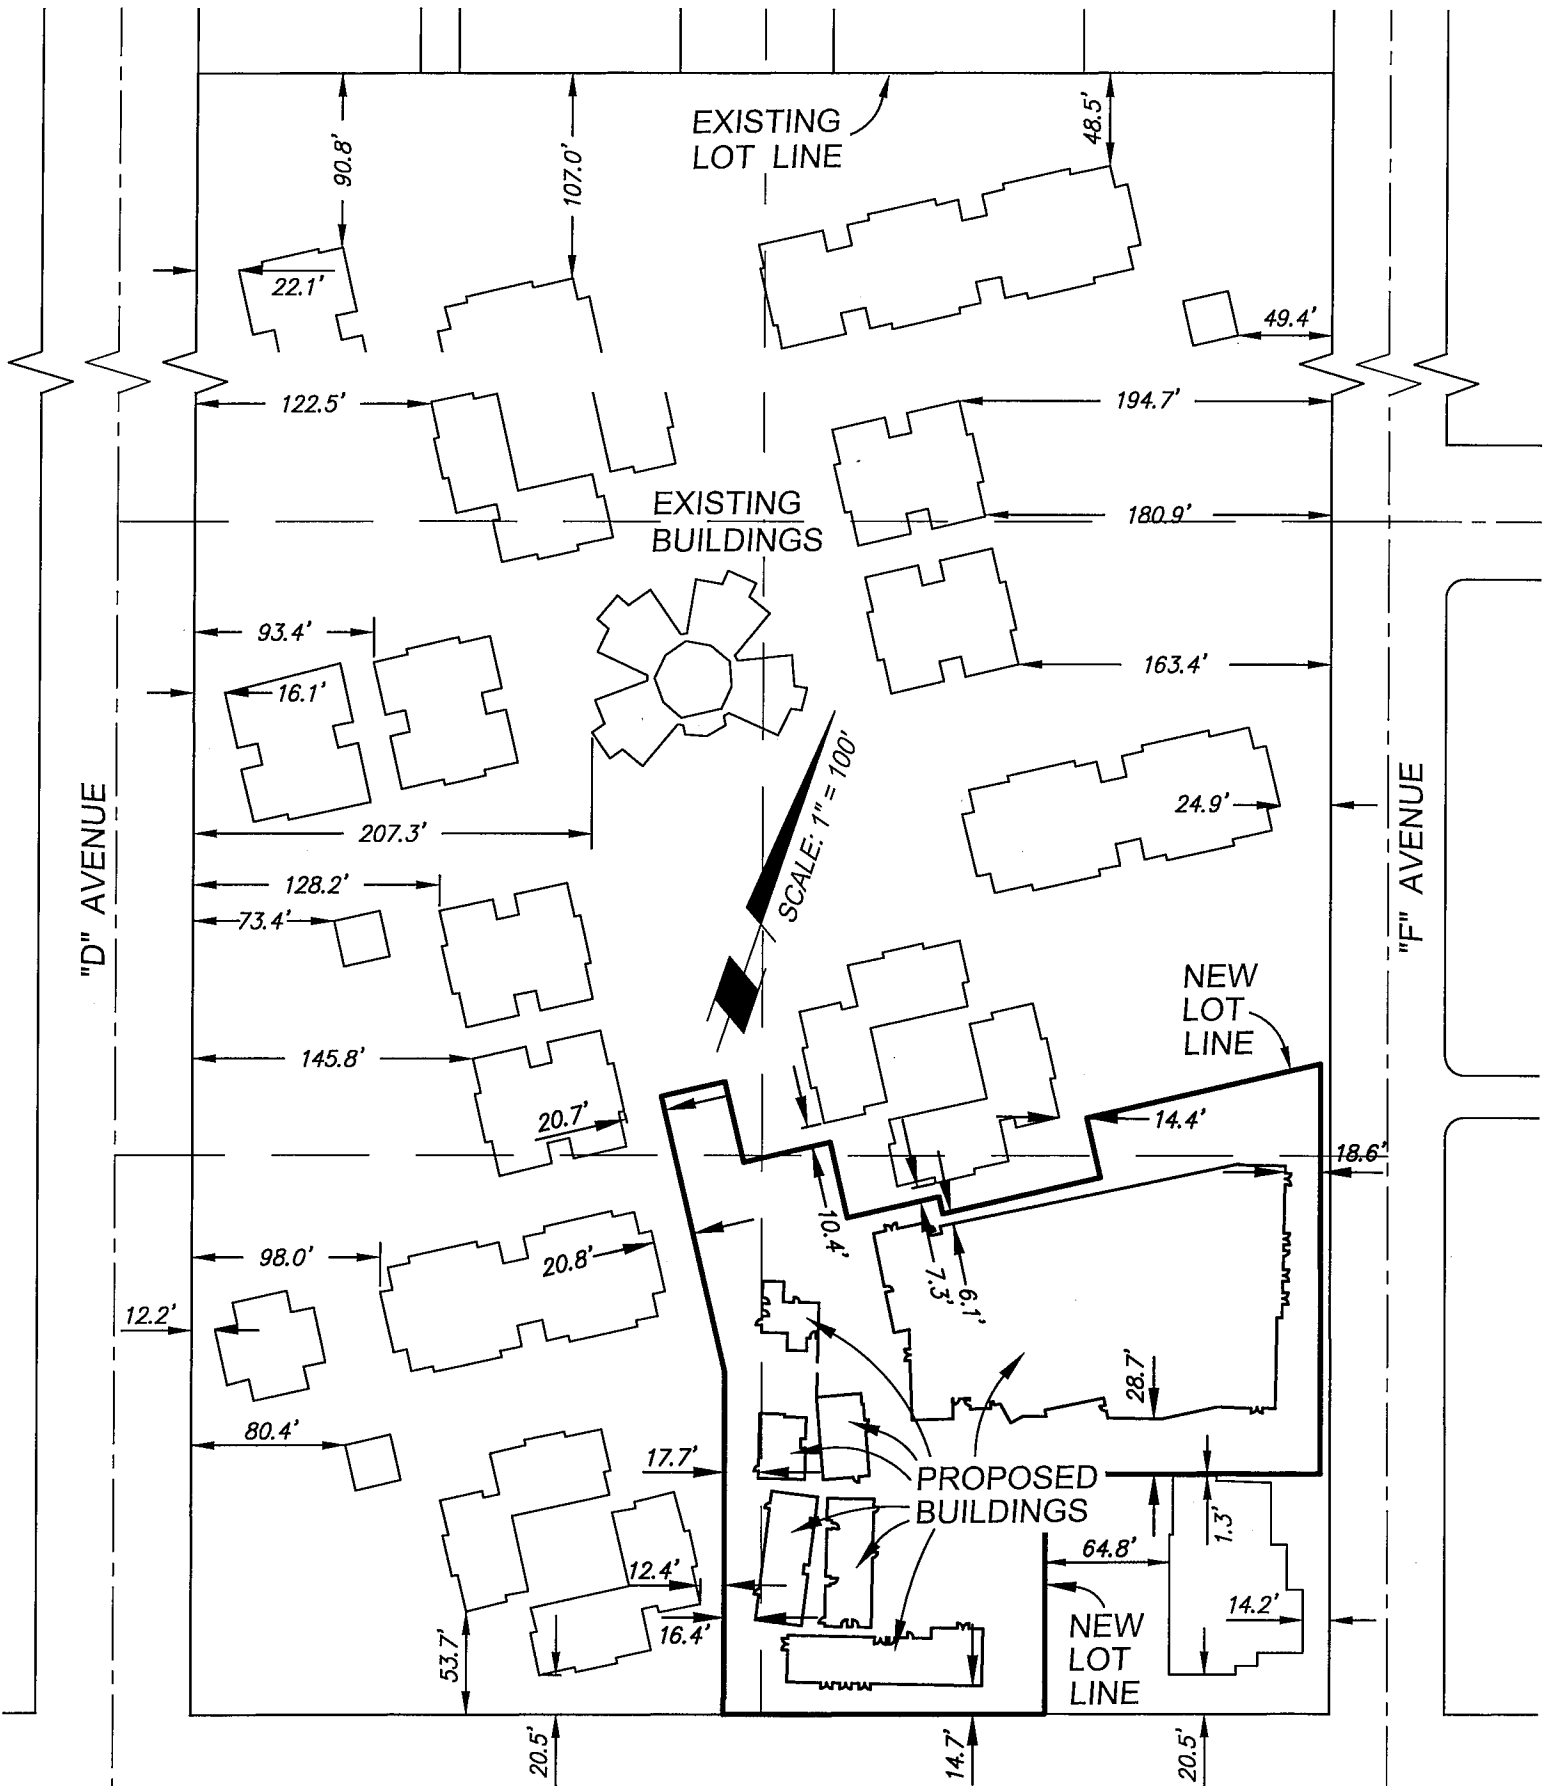 EXISTING
LOT LINE
48.5'
90.8'
107.0'
22.1'
49.4'
122.5'
194.7'
EXISTING
BUILDINGS
180.9'
93.4'
163.4'
16.1'
24.9'
207.3'
SCALE: 1" = 100'
"D" AVENUE
"F" AVENUE
128.2'
73.4'
NEW
LOT
LINE
145.8'
20.7'
14.4'
18.6'
10.4'
98.0'
20.8'
7.3'
6.1'
12.2'
28.7'
80.4'
17.7'
PROPOSED
BUILDINGS
1.3'
64.8'
12.4'
14.2'
16.4'
NEW
LOT
LINE
53.7'
20.5'
14.7'
20.5'